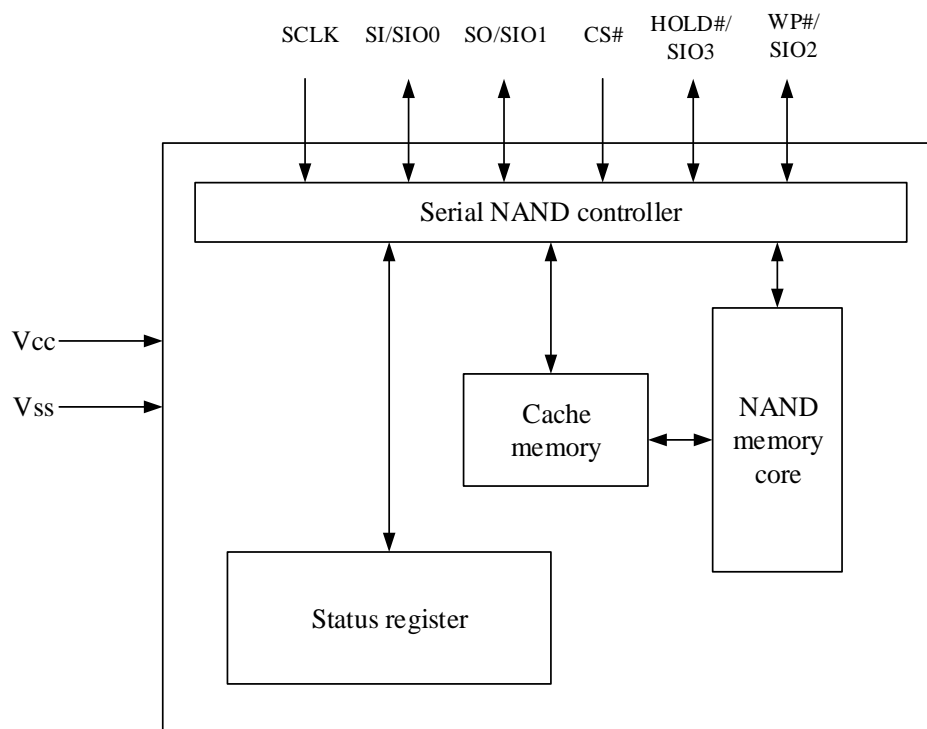 SCLK
SI/SIO0
SO/SIO1
CS#
HOLD#/
SIO3
WP#/
SIO2
Serial NAND controller
Vcc
Vss
Cache
memory
NAND
memory
core
Status register